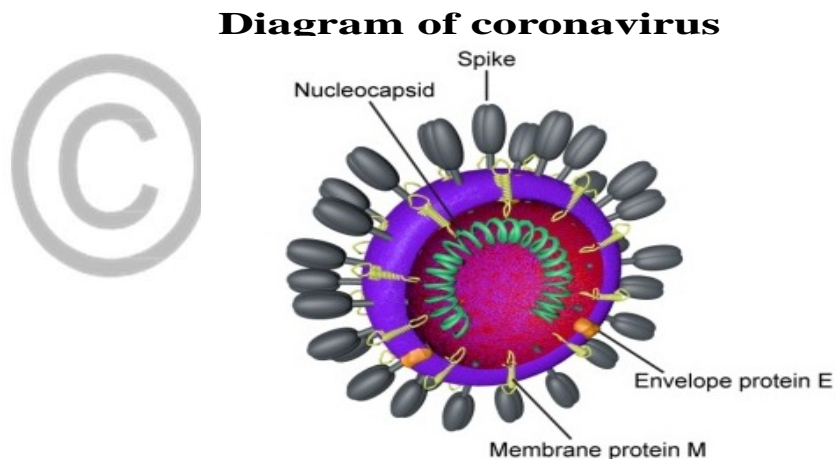 Diagram of coronavirus
Spike
Nucleocapsid
Envelope protein E
Membrane protein M
©